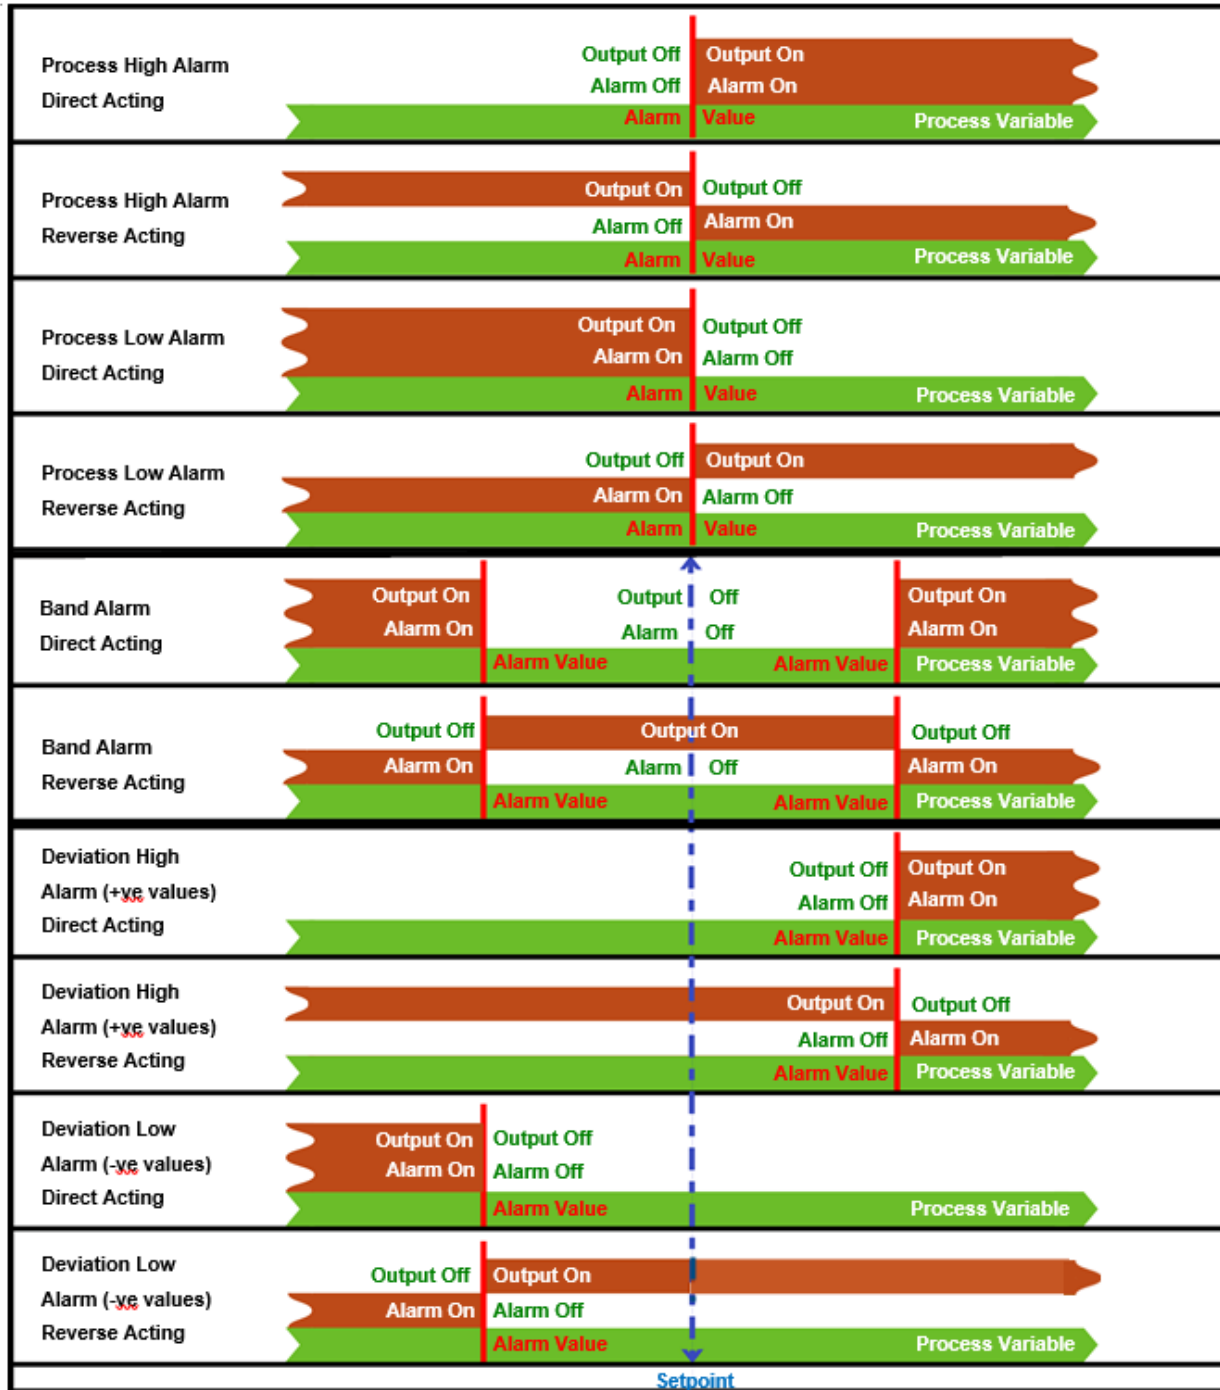 Process High Alarm
Direct Acting
Output Off Output On
Alarm Off Alarm On
Alarm Value Process Variable
Process High Alarm
Reverse Acting
Output On Output Off
Alarm Off Alarm On
Alarm Value Process Variable
Process Low Alarm
Direct Acting
Output On Output Off
Alarm On Alarm Off
Alarm Value Process Variable
Process Low Alarm
Reverse Acting
Output Off Output On
Alarm On Alarm Off
Alarm Value Process Variable
Band Alarm
Direct Acting
Output On Output Off Output On
Alarm On Alarm Off Alarm On
Alarm Value Alarm Value Process Variable
Band Alarm
Reverse Acting
Output Off Output On Output Off
Alarm On Alarm Off Alarm On
Alarm Value Alarm Value Process Variable
Deviation High
Alarm (+ve values)
Direct Acting
Output Off Output On
Alarm Off Alarm On
Alarm Value Process Variable
Deviation High
Alarm (+ve values)
Reverse Acting
Output On Output Off
Alarm Off Alarm On
Alarm Value Process Variable
Deviation Low
Alarm (-ve values)
Direct Acting
Output On Output Off
Alarm On Alarm Off
Alarm Value Process Variable
Deviation Low
Alarm (-ve values)
Reverse Acting
Output Off Output On
Alarm On Alarm Off
Alarm Value Process Variable
Setpoint